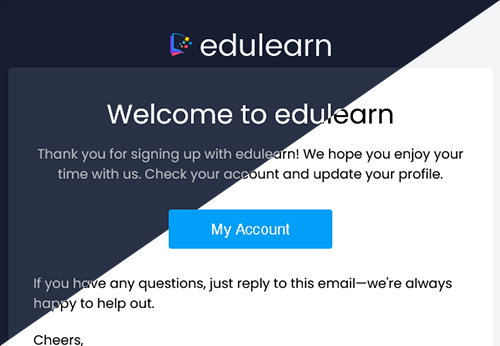 edulearn
Welcome to edulearn
Thank you for signing up with edulearn! We hope you enjoy your
time with us. Check your account and update your profile.
My Account
If you have any questions, just reply to this email—we're always
happy to help out.
Cheers,